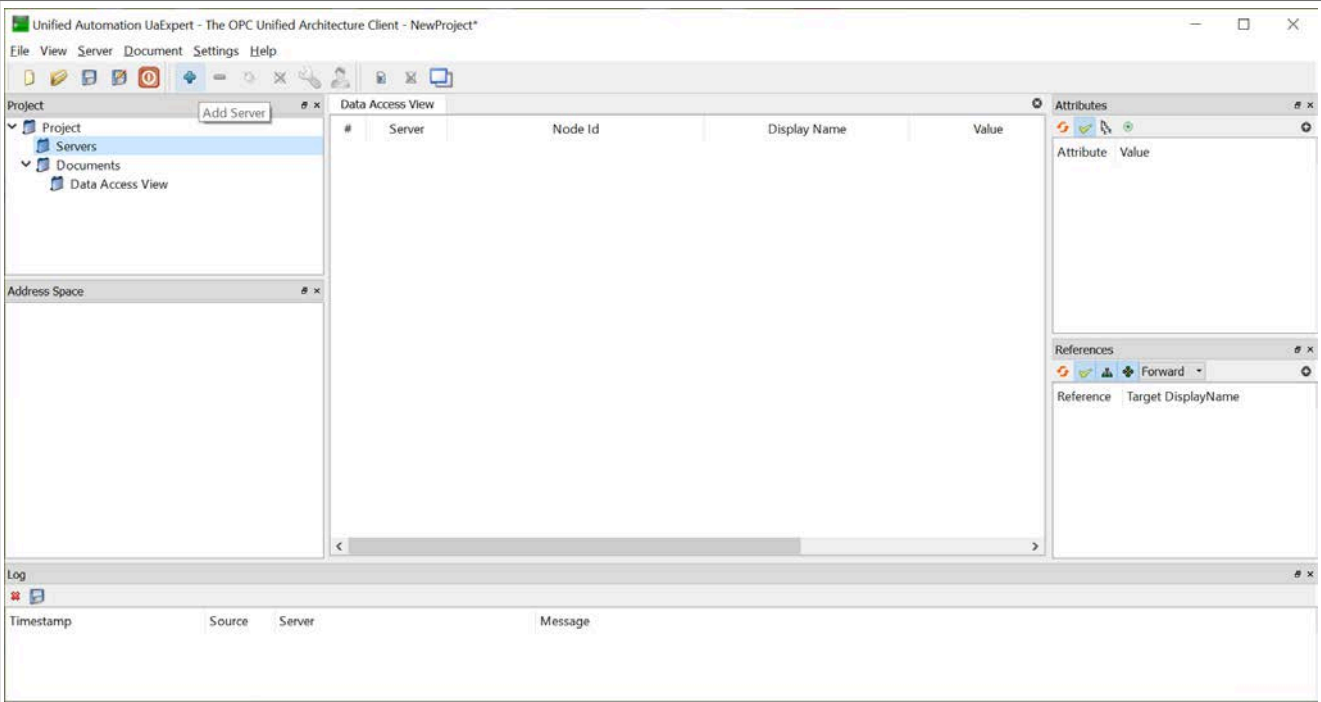 Unified Automation UaExpert - The OPC Unified Architecture Client - NewProject*
File View Server Document Settings Help
Add Server
Project
Project
Servers
Documents
Data Access View
Address Space
Data Access View
# Server Node Id Display Name Value
Attributes
Attribute Value
References
Forward
Reference Target DisplayName
Log
Timestamp Source Server Message